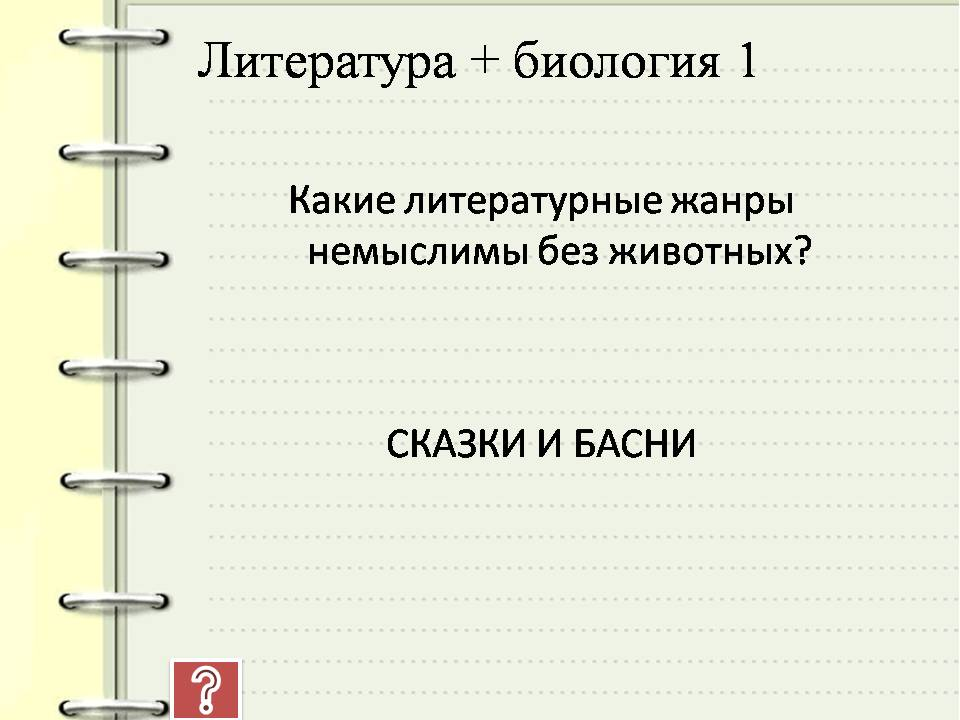 Литература + биология 1
Какие литературные жанры
немыслимы без животных?
СКАЗКИ И БАСНИ
?